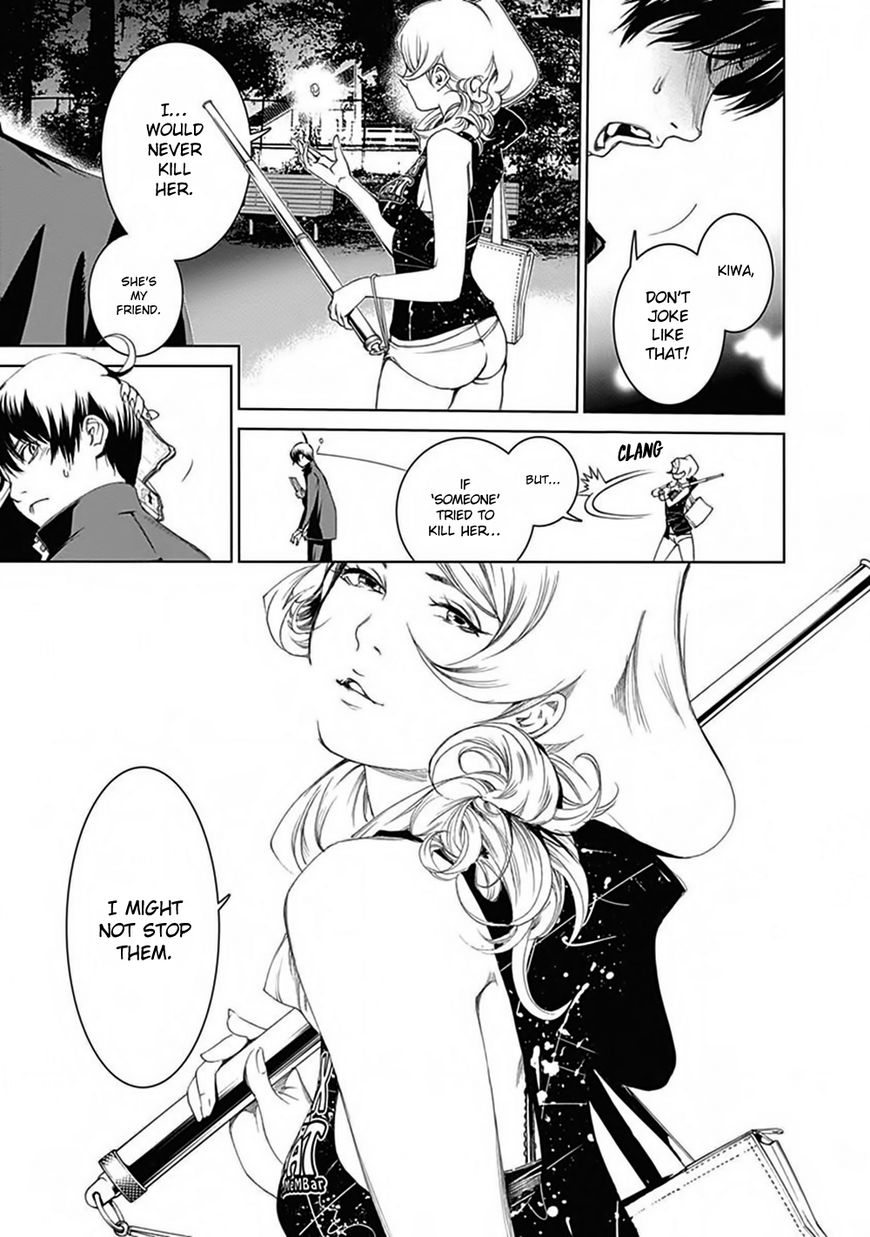 KIWA,
DON'T
JOKE
LIKE
THAT!
I...
WOULD
NEVER
KILL
HER.
SHE'S
MY
FRIEND.
CLANG
BUT...
IF
'SOMEONE'
TRIED TO
KILL HER...
I MIGHT
NOT STOP
THEM.